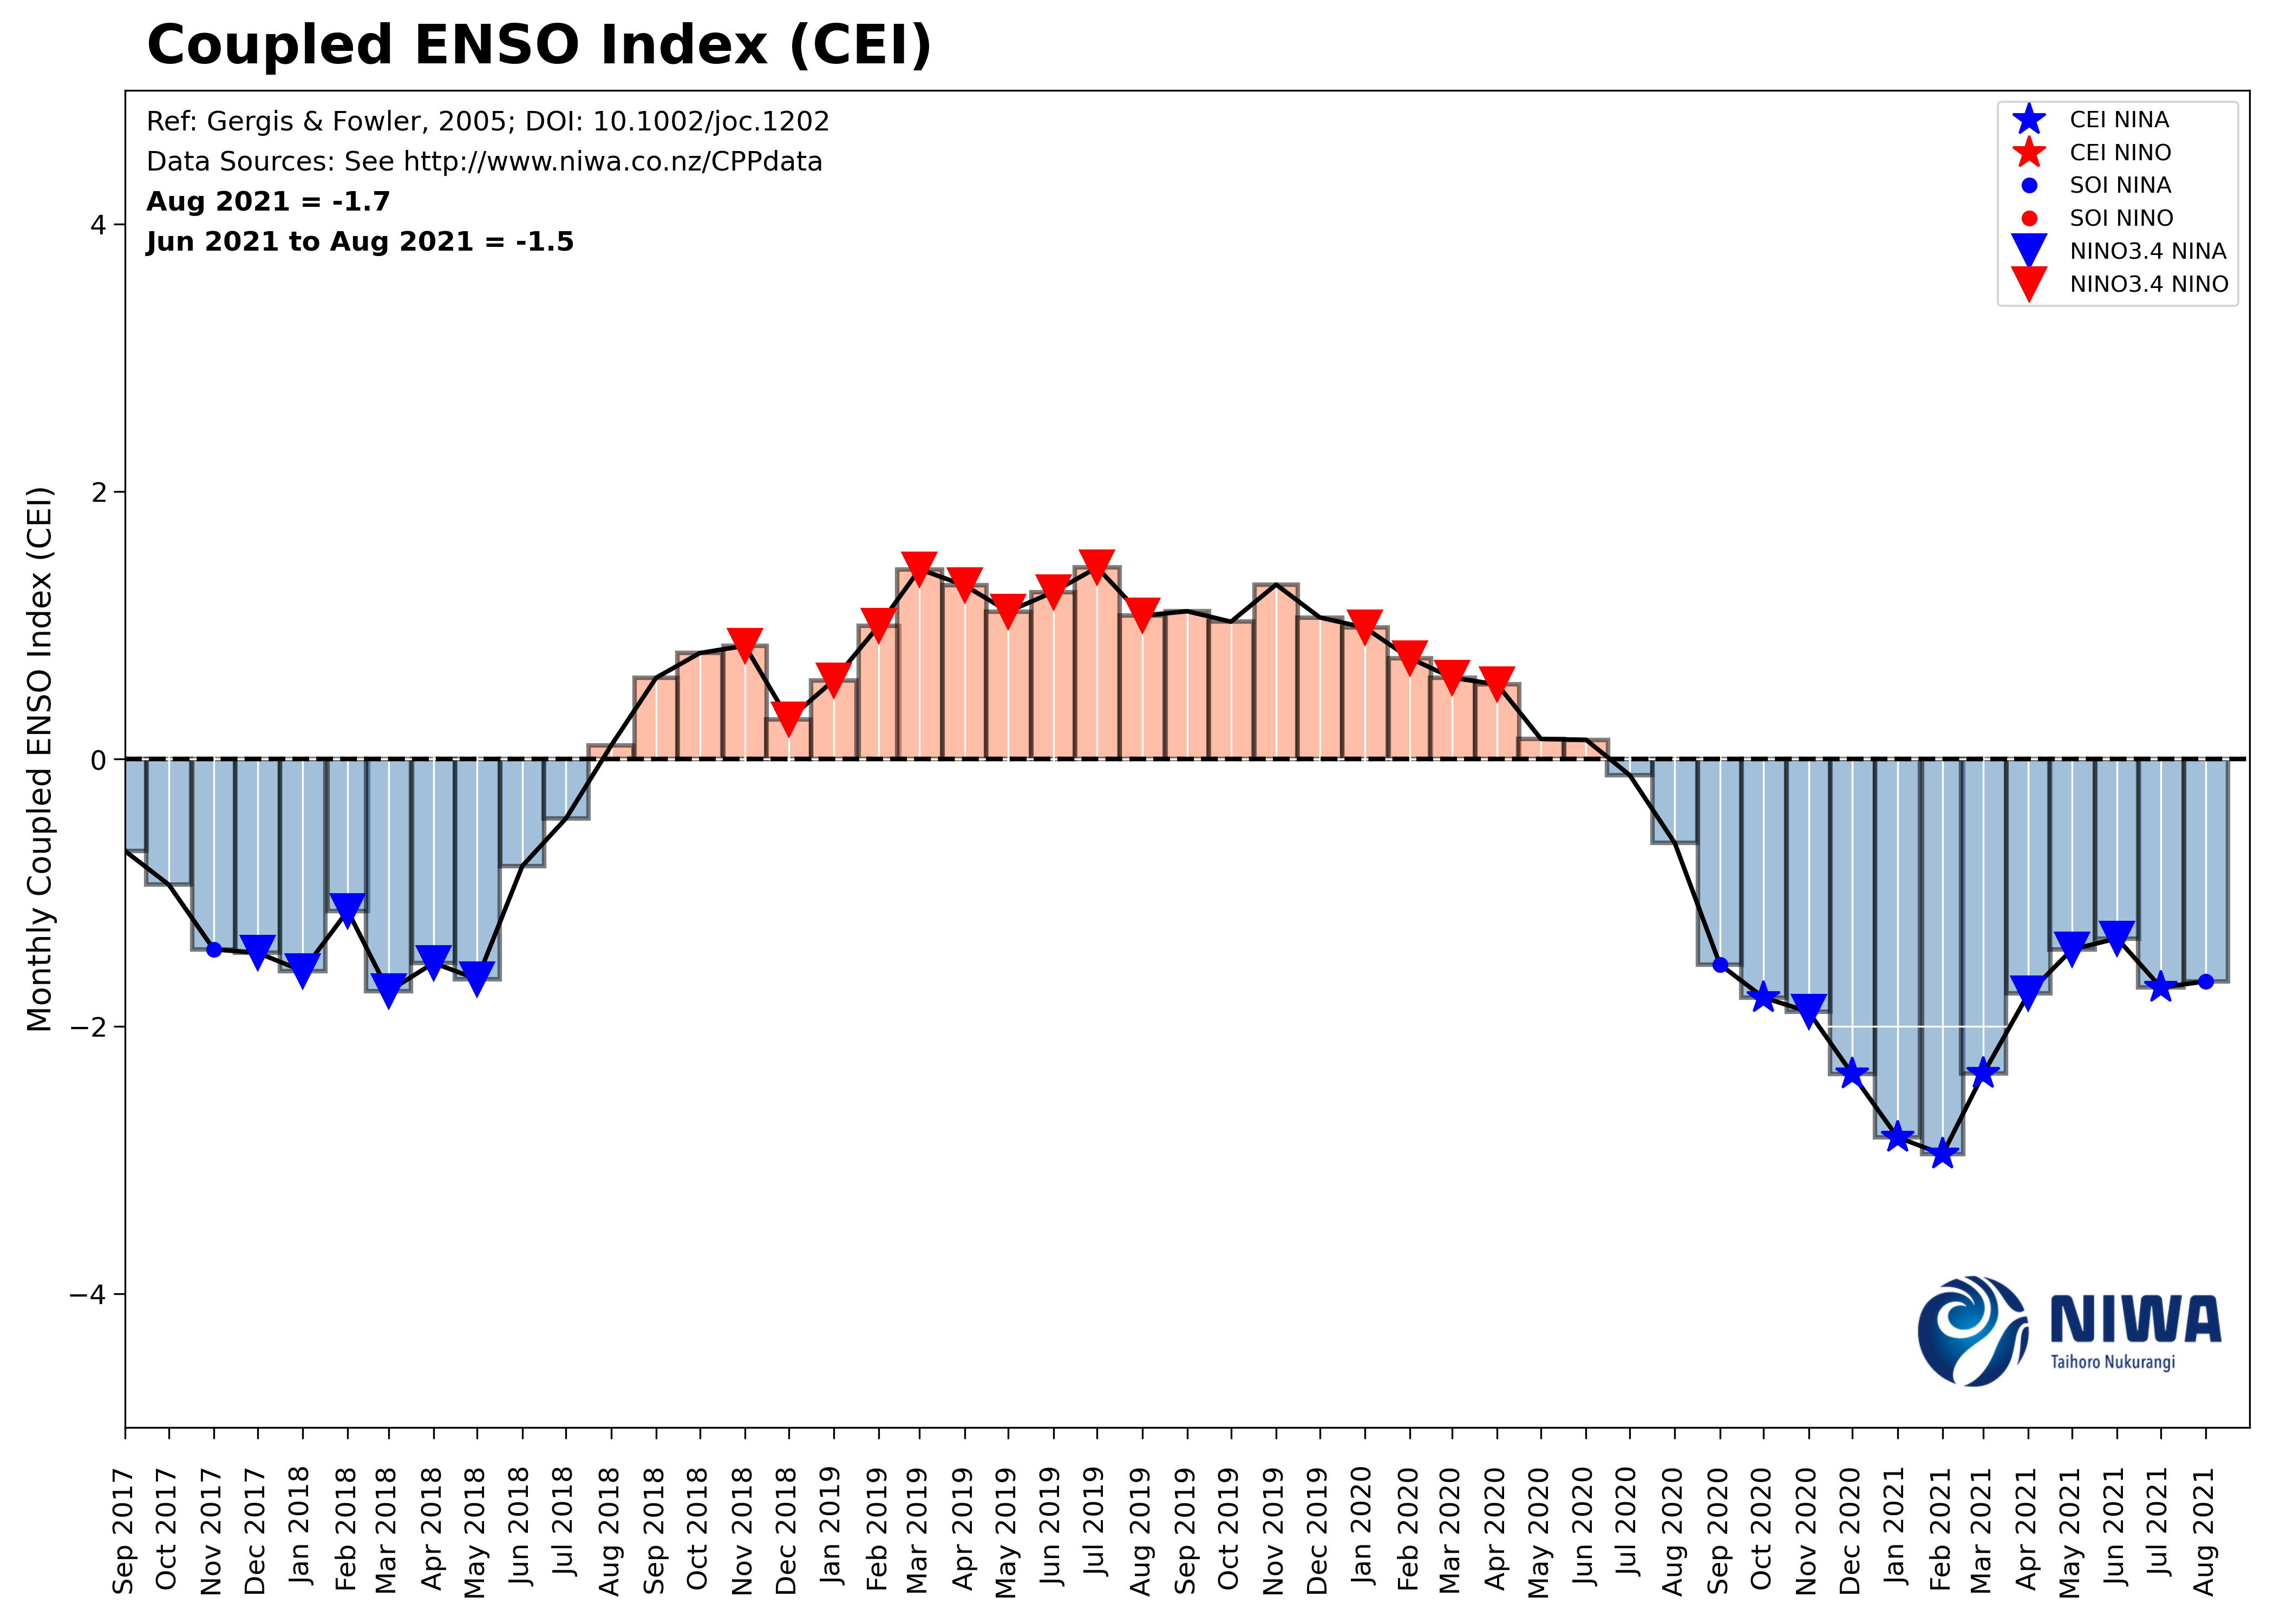 Coupled ENSO Index (CEI)
Ref: Gergis & Fowler, 2005; DOI: 10.1002/joc.1202
Data Sources: See http://www.niwa.co.nz/CPPdata
Aug 2021 = -1.7
Jun 2021 to Aug 2021 = -1.5
CEI NINA
CEI NINO
SOI NINA
SOI NINO
NINO3.4 NINA
NINO3.4 NINO
Monthly Coupled ENSO Index (CEI)
4
2
0
−2
−4
NIWA
Taihoro Nukurangi
Sep 2017
Oct 2017
Nov 2017
Dec 2017
Jan 2018
Feb 2018
Mar 2018
Apr 2018
May 2018
Jun 2018
Jul 2018
Aug 2018
Sep 2018
Oct 2018
Nov 2018
Dec 2018
Jan 2019
Feb 2019
Mar 2019
Apr 2019
May 2019
Jun 2019
Jul 2019
Aug 2019
Sep 2019
Oct 2019
Nov 2019
Dec 2019
Jan 2020
Feb 2020
Mar 2020
Apr 2020
May 2020
Jun 2020
Jul 2020
Aug 2020
Sep 2020
Oct 2020
Nov 2020
Dec 2020
Jan 2021
Feb 2021
Mar 2021
Apr 2021
May 2021
Jun 2021
Jul 2021
Aug 2021